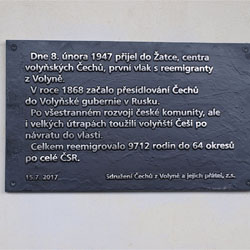 Dne 8. února 1947 přijel do Žatce, centra
volyňských Čechů, první vlak s reemigranty
z Volyně.
V roce 1868 začalo přesidlování Čechů
do Volyňské gubernie v Rusku.
Po všestranném rozvoji české komunity, ale
i velkých útrapách toužili volyňští Češi po
návratu do vlasti.
Celkem reemigrovalo 9712 rodin do 64 okresů
po celé ČSR.
15.7. 2017
Sdružení Čechů z Volyně a jejich přátel, z.s.